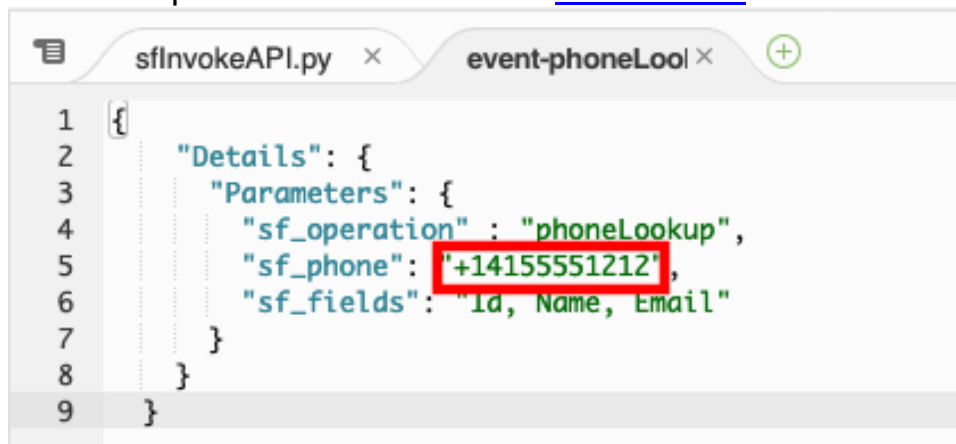 sfInvokeAPI.py × event-phoneLool × +
1 {
2 "Details": {
3 "Parameters": {
4 "sf_operation" : "phoneLookup",
5 "sf_phone": "+14155551212",
6 "sf_fields": "Id, Name, Email"
7 }
8 }
9 }